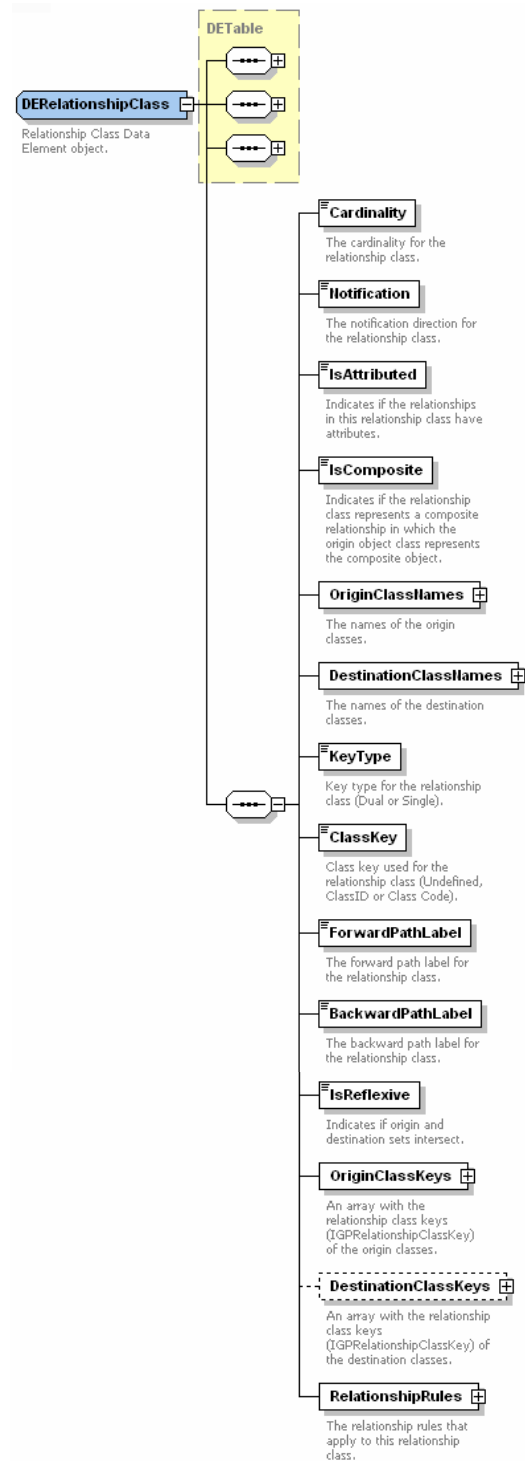 DETable
DERelationshipClass
Relationship Class Data
Element object.
Cardinality
The cardinality for the
relationship class.
Notification
The notification direction for
the relationship class.
IsAttributed
Indicates if the relationships
in this relationship class have
attributes.
IsComposite
Indicates if the relationship
class represents a composite
relationship in which the
origin object class represents
the composite object.
OriginClassNames
The names of the origin
classes.
DestinationClassNames
The names of the destination
classes.
KeyType
Key type for the relationship
class (Dual or Single).
ClassKey
Class key used for the
relationship class (Undefined,
ClassID or Class Code).
ForwardPathLabel
The forward path label for
the relationship class.
BackwardPathLabel
The backward path label for
the relationship class.
IsReflexive
Indicates if origin and
destination sets intersect.
OriginClassKeys
An array with the
relationship class keys
(IGPRelationshipClassKey)
of the origin classes.
DestinationClassKeys
An array with the relationship
class keys
(IGPRelationshipClassKey) of
the destination classes.
RelationshipRules
The relationship rules that
apply to this relationship
class.